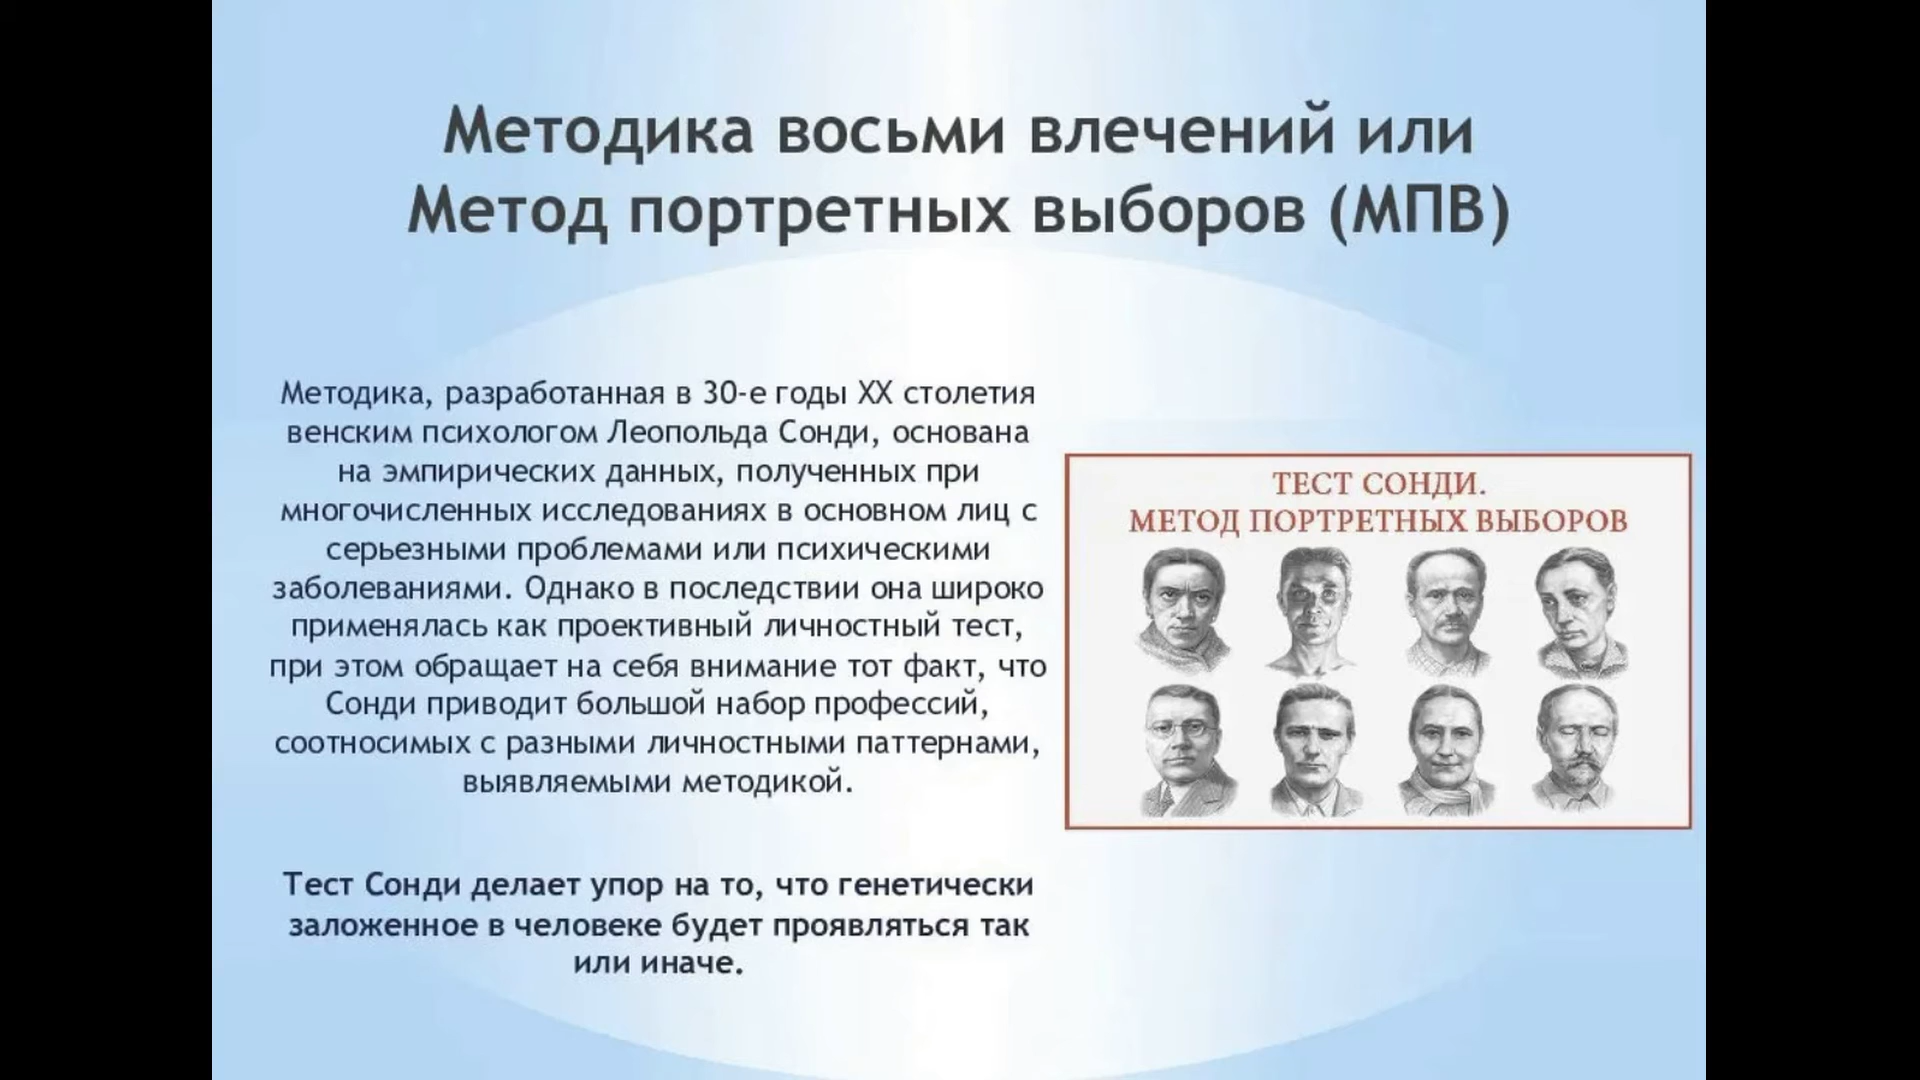 Методика восьми влечений или
Метод портретных выборов (МПВ)
Методика, разработанная в 30-е годы XX столетия
венским психологом Леопольда Сонди, основана
на эмпирических данных, полученных при
многочисленных исследованиях в основном лиц с
серьезными проблемами или психическими
заболеваниями. Однако в последствии она широко
применялась как проективный личностный тест,
при этом обращает на себя внимание тот факт, что
Сонди приводит большой набор профессий,
соотносимых с разными личностными паттернами,
выявляемыми методикой.
Тест Сонди делает упор на то, что генетически
заложенное в человеке будет проявляться так
или иначе.
ТЕСТ СОНДИ.
МЕТОД ПОРТРЕТНЫХ ВЫБОРОВ